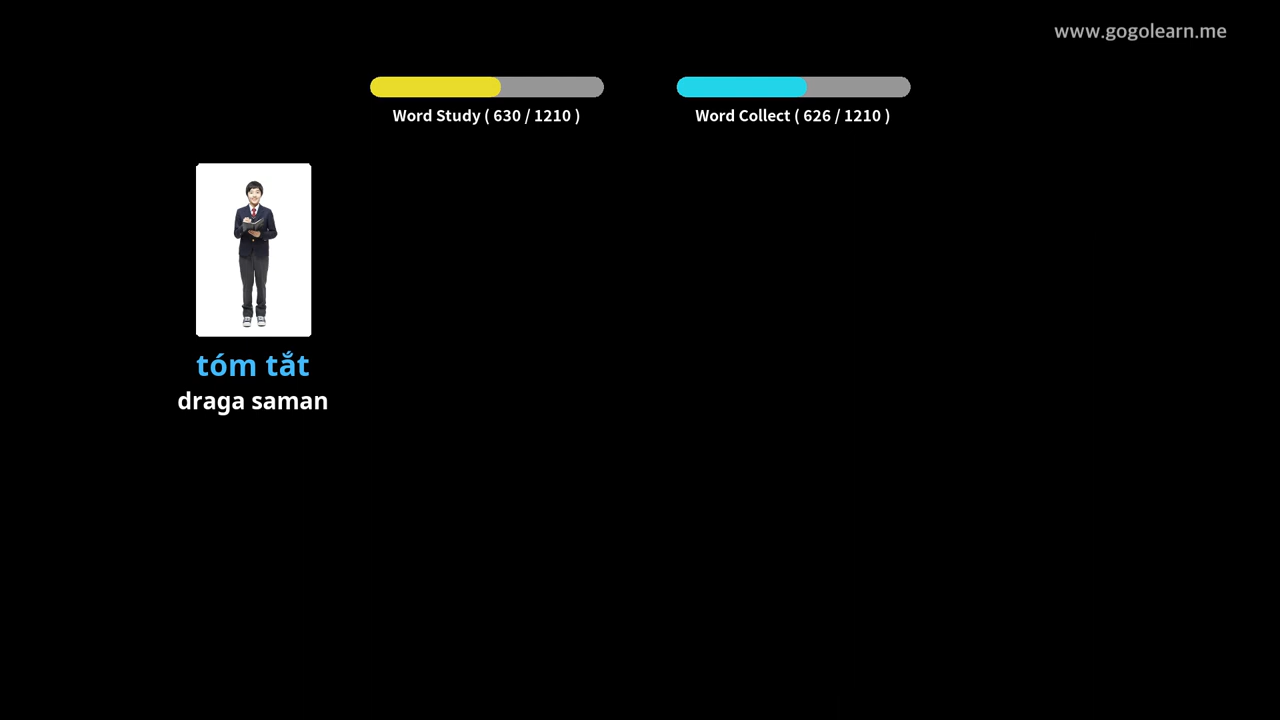 www.gogolearn.me
Word Study ( 630 / 1210 )
Word Collect ( 626 / 1210 )
tóm tắt
draga saman